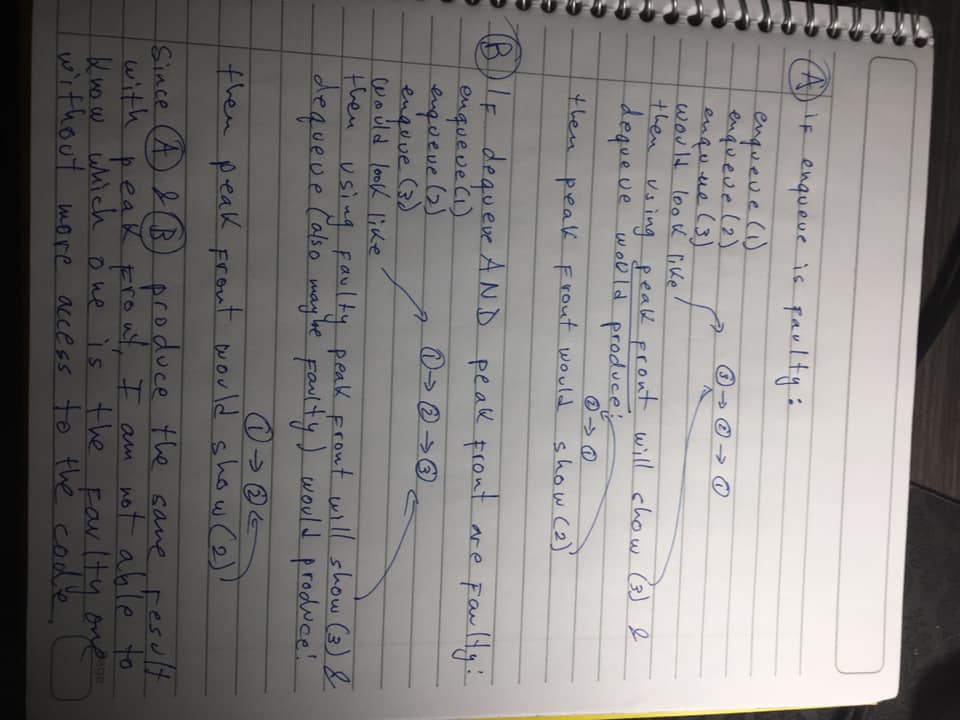 Ⓐ if enqueue is faulty:
enqueue (1)
enqueue (2)
enqueue (3)
would look like
③→②→①
then using peak front will show (3) &
dequeue would produce:
②→①
then peak front would show (2)
Ⓑ IF dequeue AND peak front are faulty:
enqueue (1)
enqueue (2)
enqueue (3)
would look like
①→②→③
then using faulty peak front will show (3) &
dequeue (also maybe faulty) would produce:
①→②
then peak front would show (2)
Since Ⓐ & Ⓑ produce the same result
with peak front, I am not able to
know which one is the faulty one
without more access to the code
page